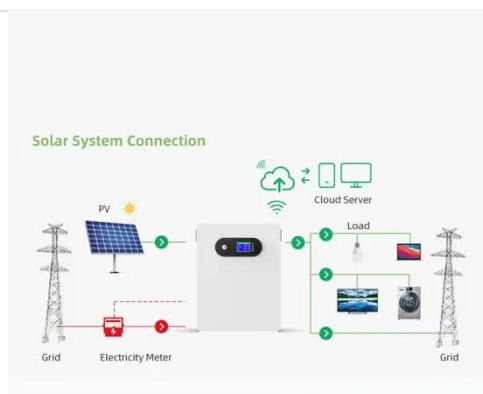 Solar System Connection
Cloud Server
PV
Load
Grid
Electricity Meter
Grid